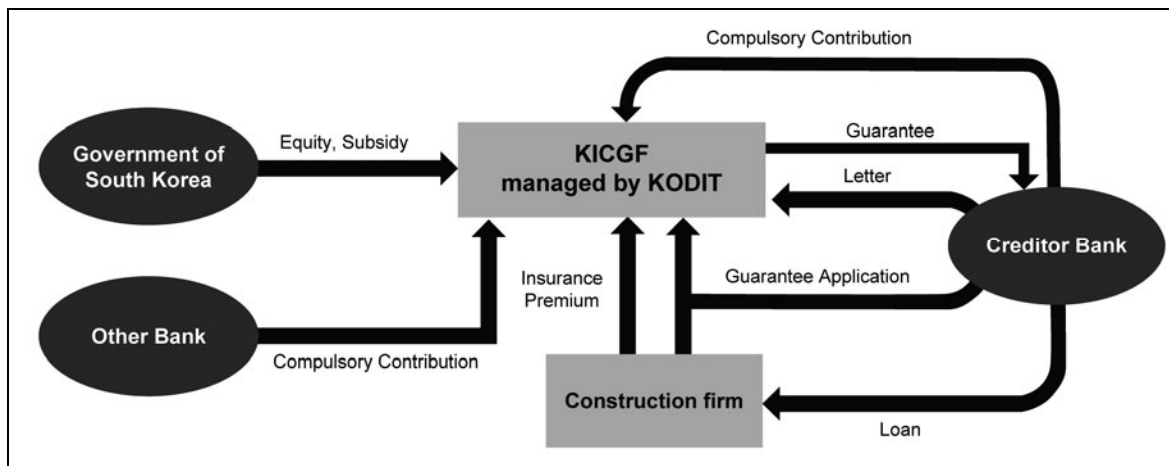 Compulsory Contribution
Government of
South Korea
Equity, Subsidy
KICGF
managed by KODIT
Guarantee
Letter
Creditor Bank
Insurance
Premium
Guarantee Application
Other Bank
Compulsory Contribution
Construction firm
Loan